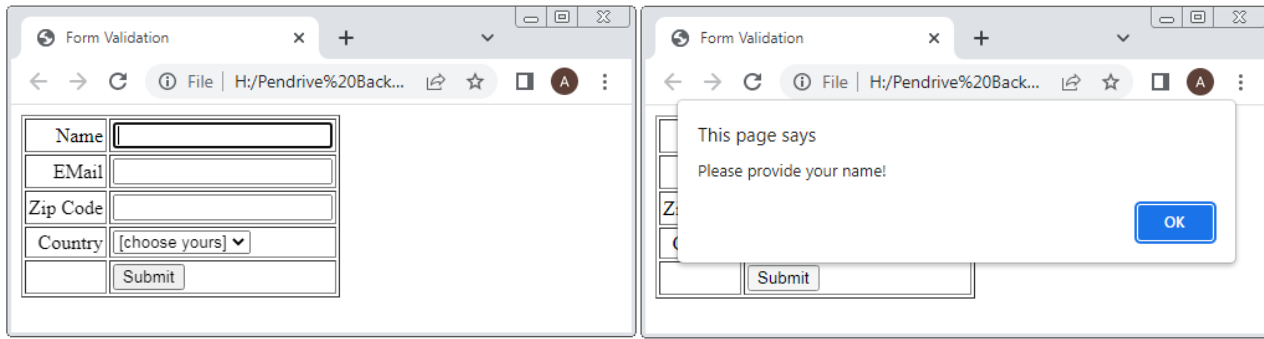 Form Validation
File H:/Pendrive%20Back... A
Name
EMail
Zip Code
Country [choose yours]
Submit
Form Validation
File H:/Pendrive%20Back... A
This page says
Please provide your name!
OK
Submit